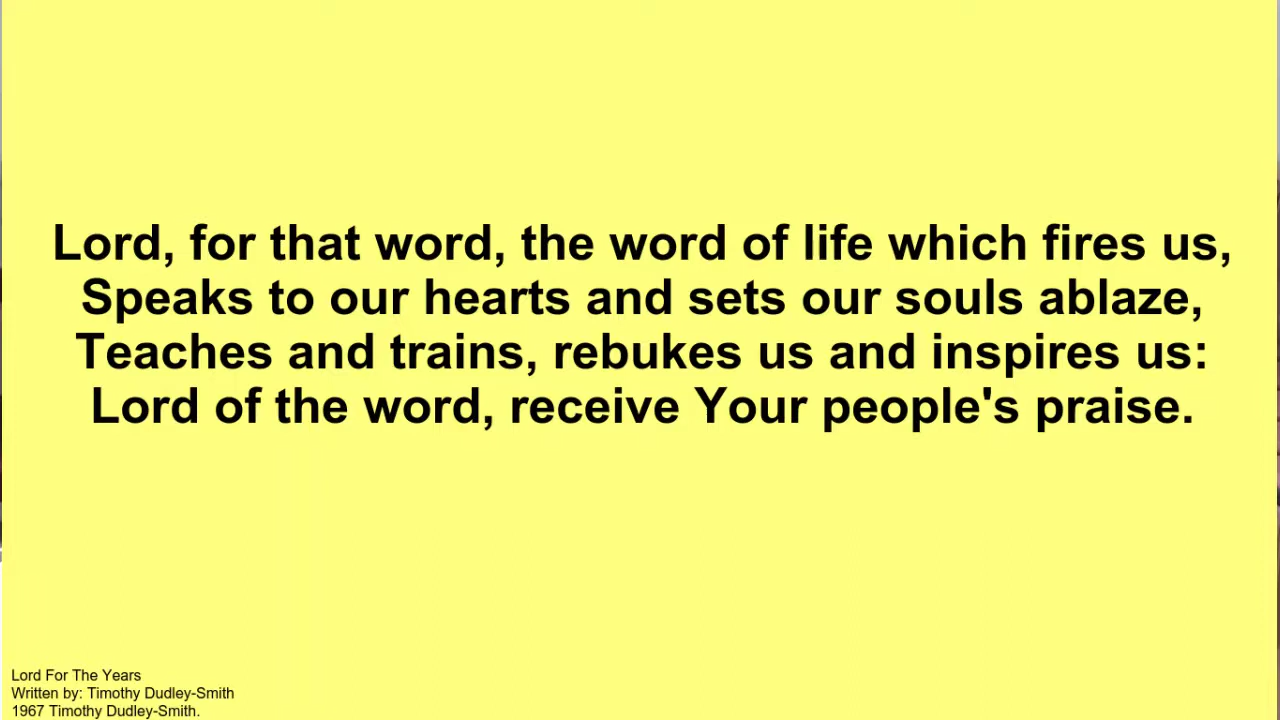 Lord, for that word, the word of life which fires us,
Speaks to our hearts and sets our souls ablaze,
Teaches and trains, rebukes us and inspires us:
Lord of the word, receive Your people's praise.
Lord For The Years
Written by: Timothy Dudley-Smith
1967 Timothy Dudley-Smith.